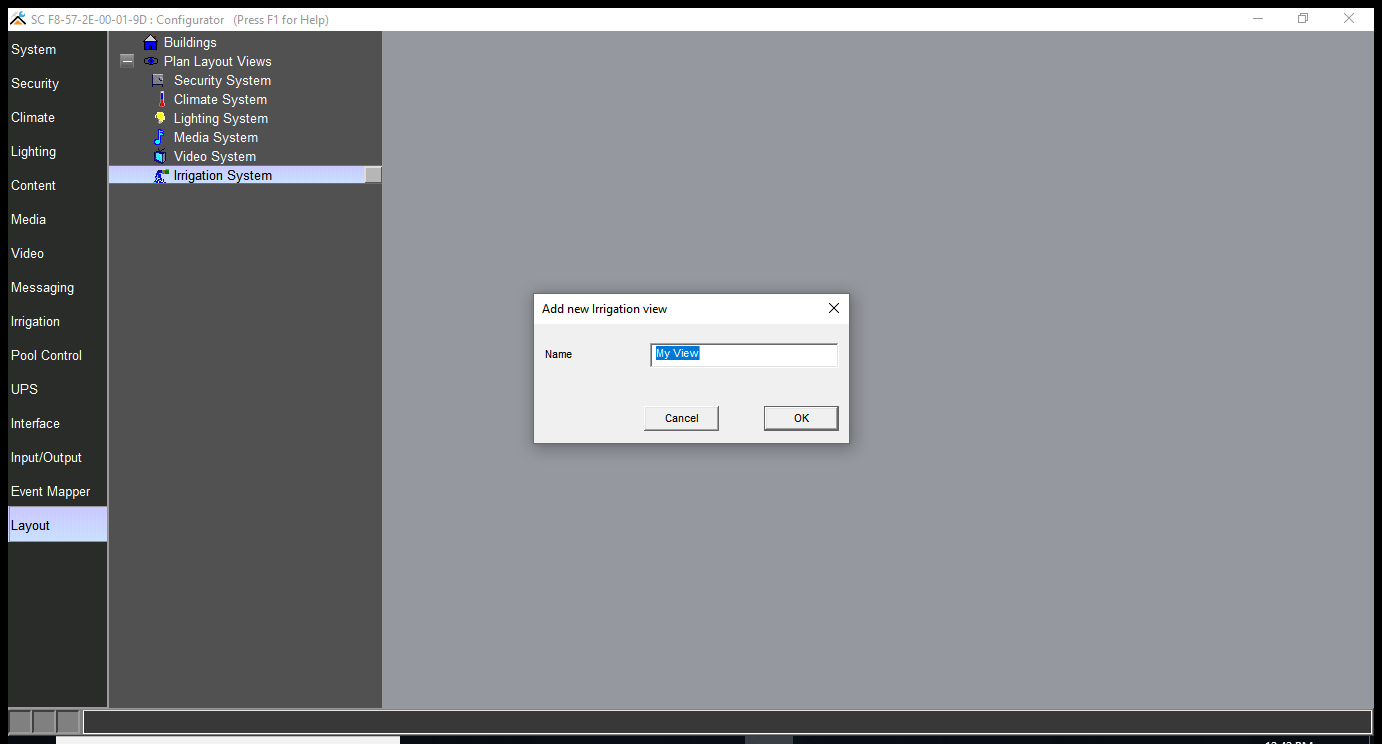 SC F8-57-2E-00-01-9D : Configurator (Press F1 for Help)
System
Security
Climate
Lighting
Content
Media
Video
Messaging
Irrigation
Pool Control
UPS
Interface
Input/Output
Event Mapper
Layout
Buildings
Plan Layout Views
Security System
Climate System
Lighting System
Media System
Video System
Irrigation System
Add new Irrigation view
Name
My View
Cancel
OK